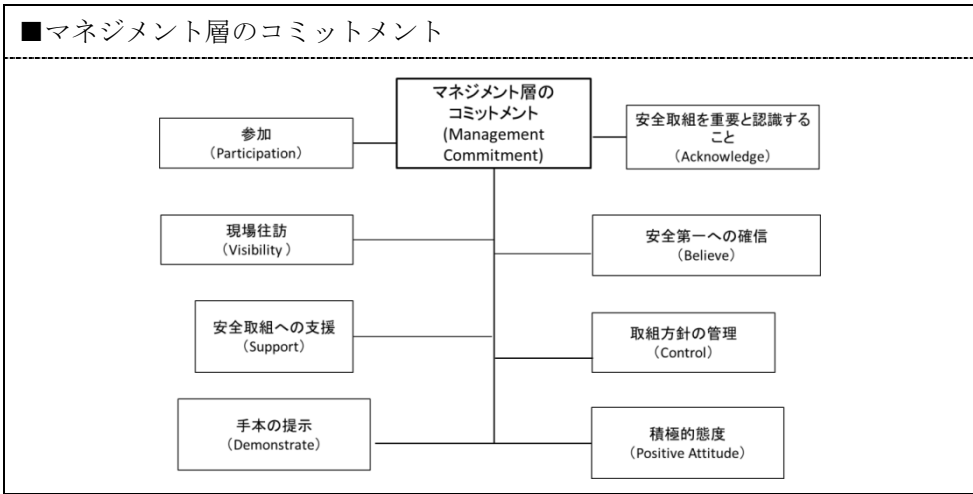 ■マネジメント層のコミットメント
マネジメント層の
コミットメント
(Management
Commitment)
参加
（Participation）
安全取組を重要と認識する
こと
（Acknowledge）
現場往訪
（Visibility ）
安全第一への確信
（Believe）
安全取組への支援
（Support）
取組方針の管理
（Control）
手本の提示
（Demonstrate）
積極的態度
（Positive Attitude）